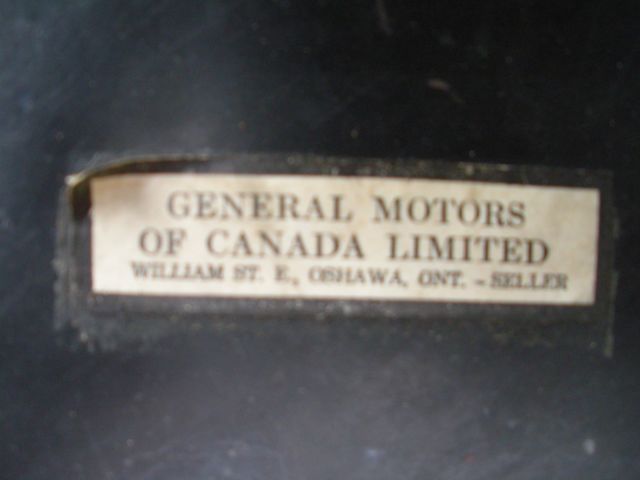 GENERAL MOTORS
OF CANADA LIMITED
WILLIAM ST. E., OSHAWA, ONT. – SELLER